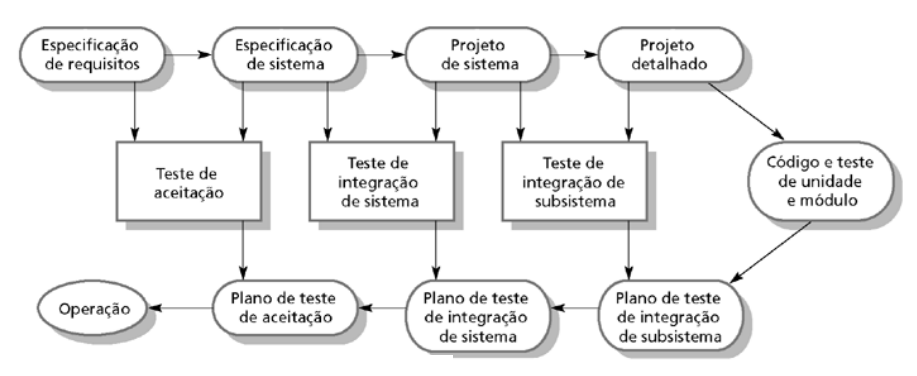 Especificação
de requisitos
Especificação
de sistema
Projeto
de sistema
Projeto
detalhado
Teste de
aceitação
Teste de
integração
de sistema
Teste de
integração de
subsistema
Código e teste
de unidade
e módulo
Operação
Plano de teste
de aceitação
Plano de teste
de integração
de sistema
Plano de teste
de integração
de subsistema